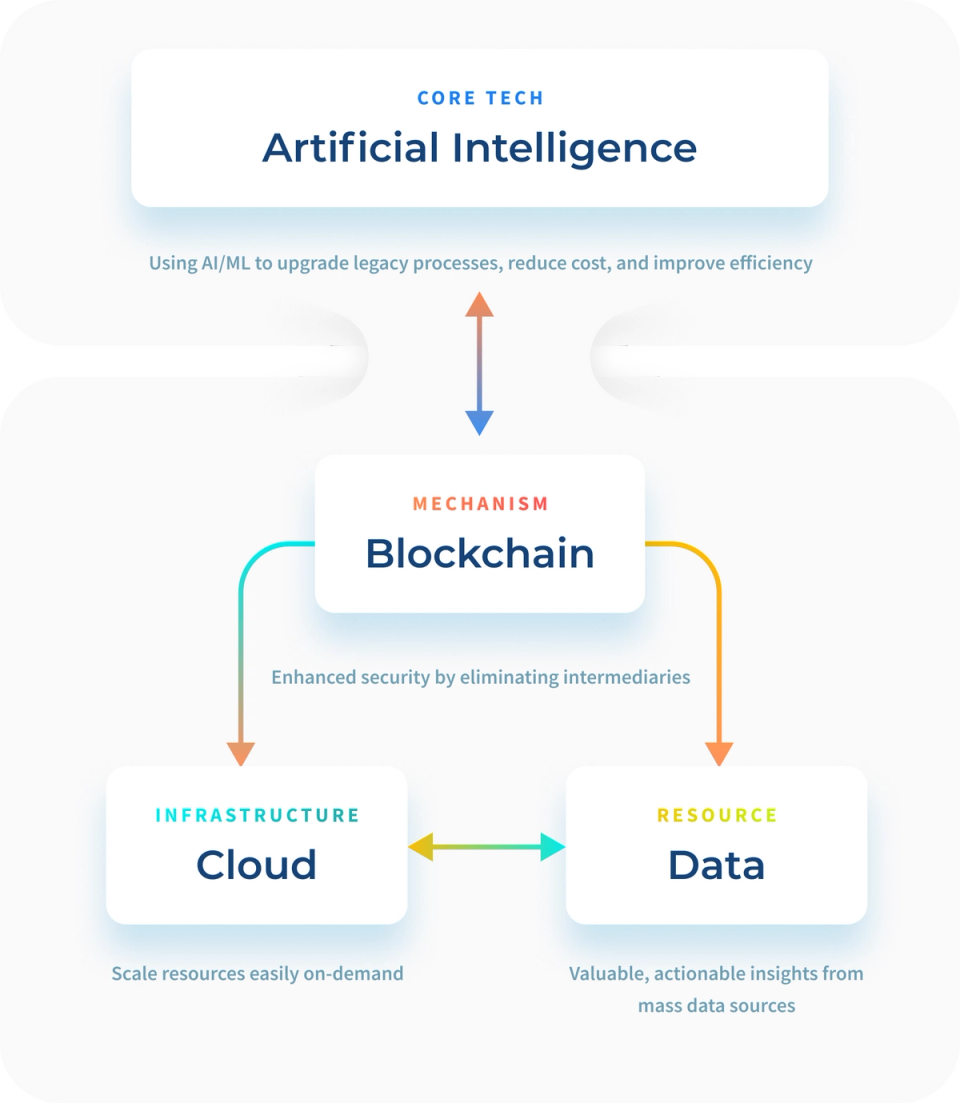 CORE TECH
Artificial Intelligence
Using AI/ML to upgrade legacy processes, reduce cost, and improve efficiency
MECHANISM
Blockchain
Enhanced security by eliminating intermediaries
INFRASTRUCTURE
Cloud
Scale resources easily on-demand
RESOURCE
Data
Valuable, actionable insights from
mass data sources